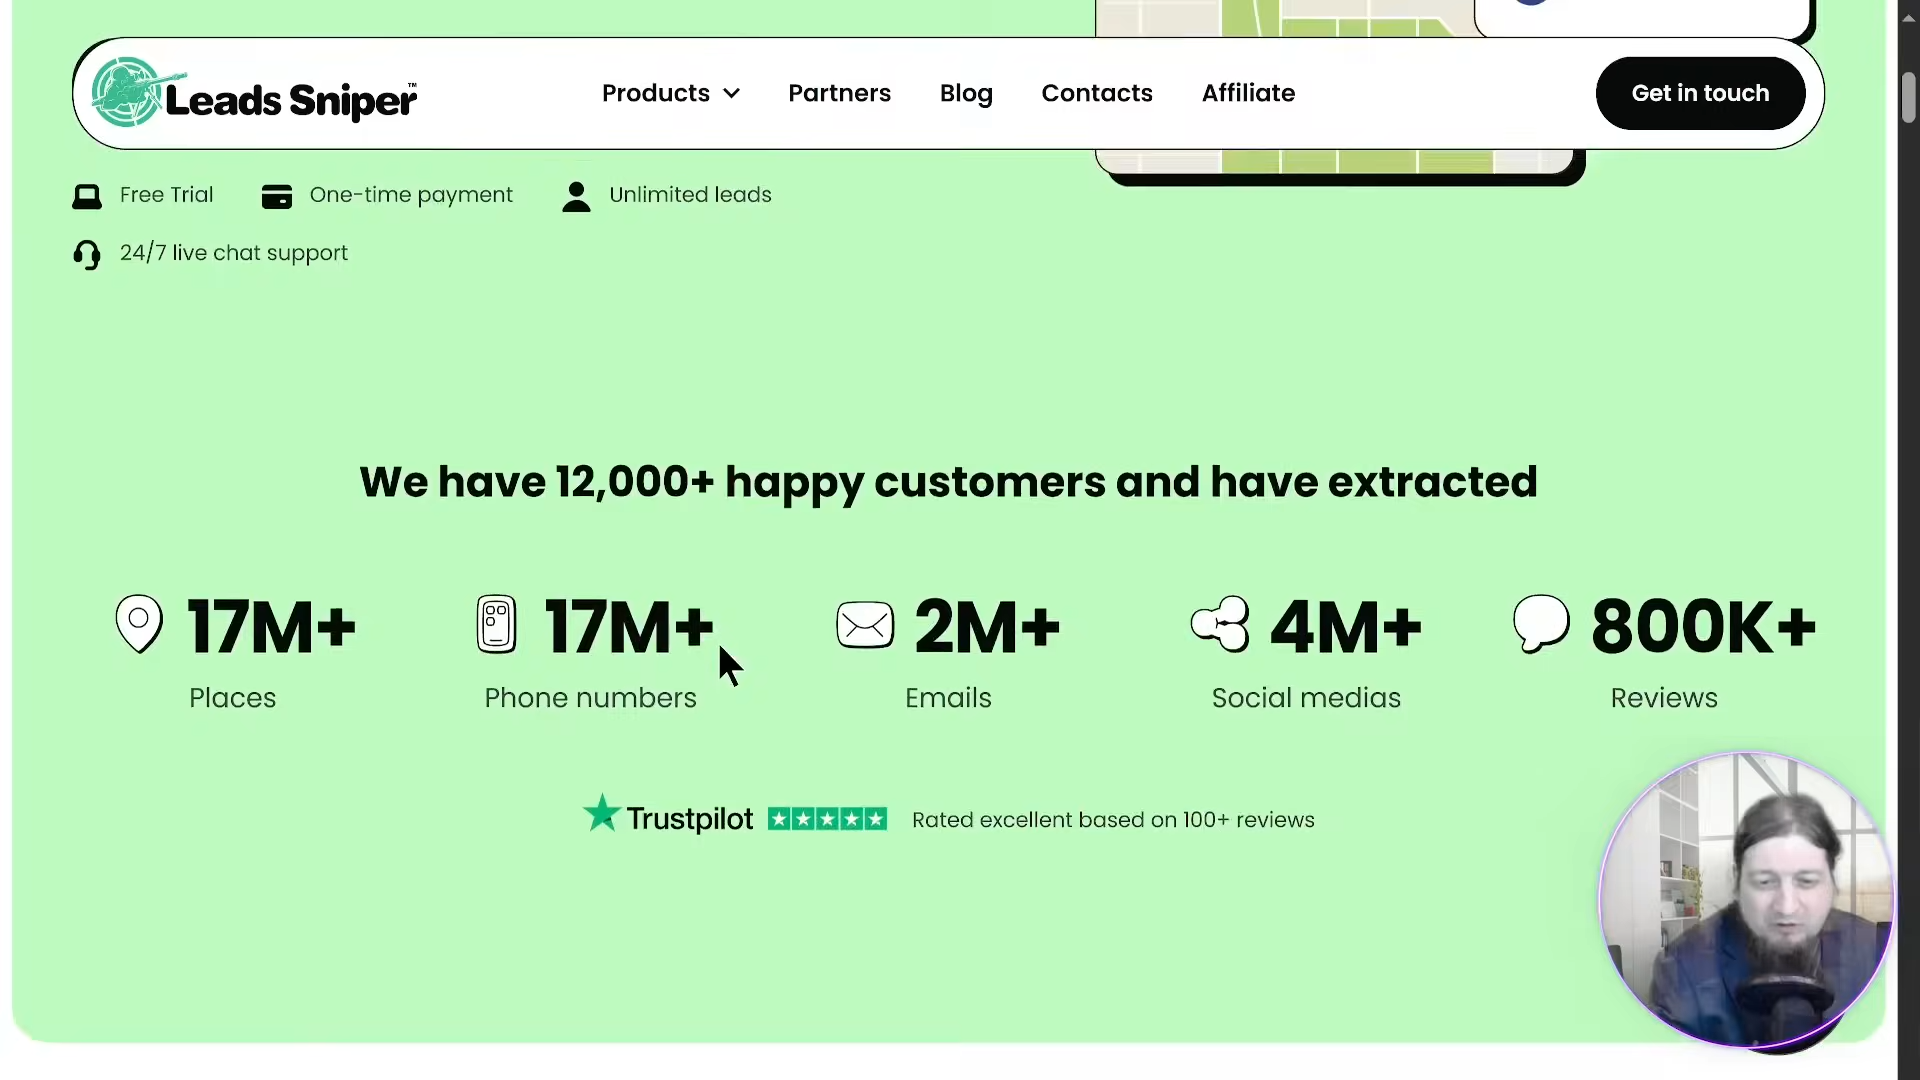 Leads Sniper™
Products
Partners
Blog
Contacts
Affiliate
Get in touch
Free Trial
One-time payment
Unlimited leads
24/7 live chat support
We have 12,000+ happy customers and have extracted
17M+
Places
17M+
Phone numbers
2M+
Emails
4M+
Social medias
800K+
Reviews
Trustpilot
Rated excellent based on 100+ reviews